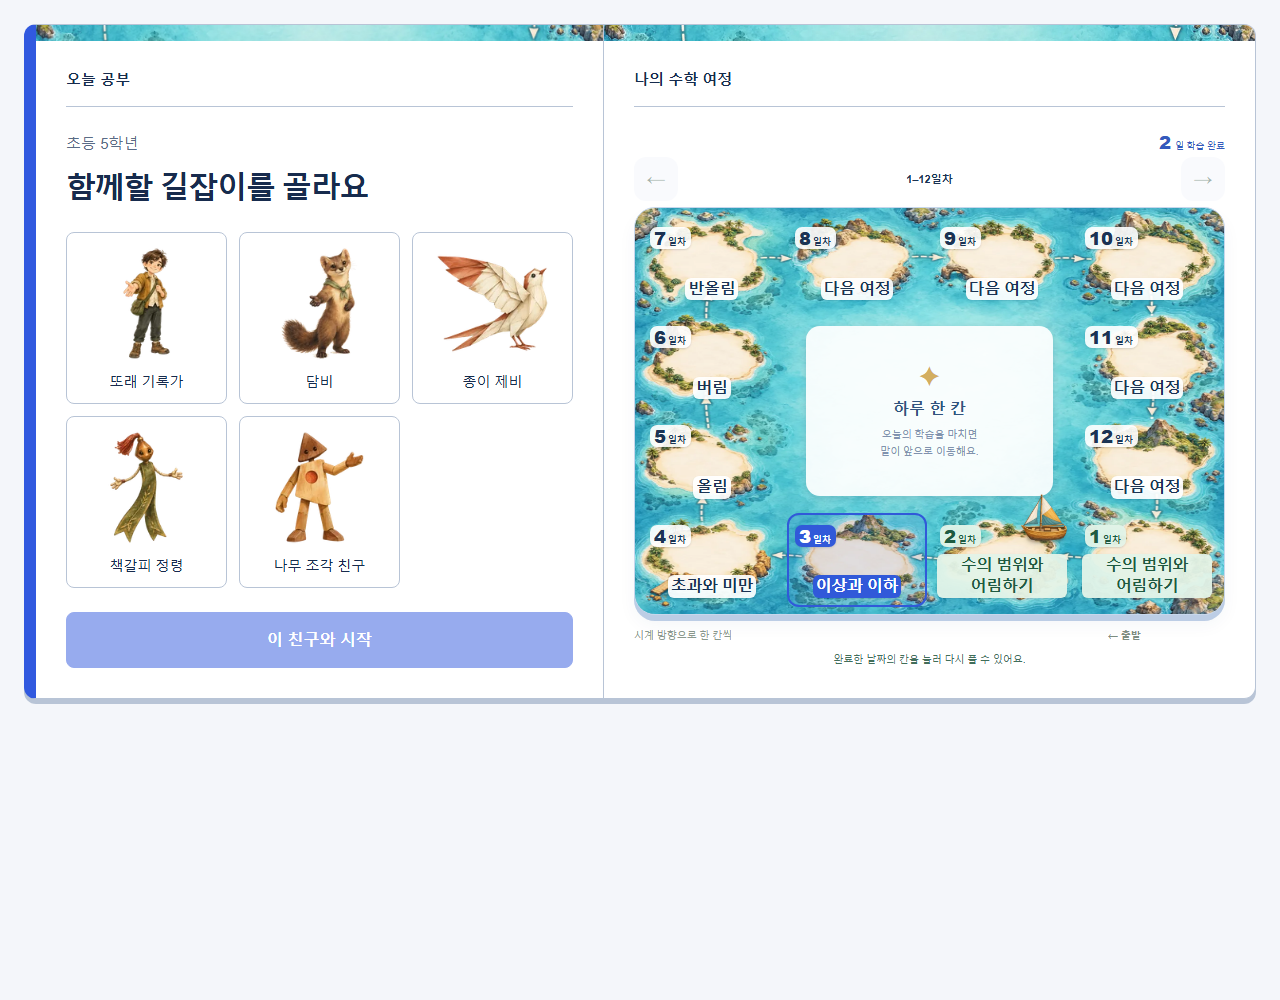 오늘 공부
초등 5학년
함께할 길잡이를 골라요
또래 기록가
담비
종이 제비
책갈피 정령
나무 조각 친구
이 친구와 시작
나의 수학 여정
2 일 학습 완료
←
1–12일차
→
7 일차
반올림
8 일차
다음 여정
9 일차
다음 여정
10 일차
다음 여정
6 일차
버림
11 일차
다음 여정
하루 한 칸
오늘의 학습을 마치면
말이 앞으로 이동해요.
5 일차
올림
12 일차
다음 여정
4 일차
초과와 미만
3 일차
이상과 이하
2 일차
수의 범위와
어림하기
1 일차
수의 범위와
어림하기
시계 방향으로 한 칸씩
← 출발
완료한 날짜의 칸을 눌러 다시 풀 수 있어요.